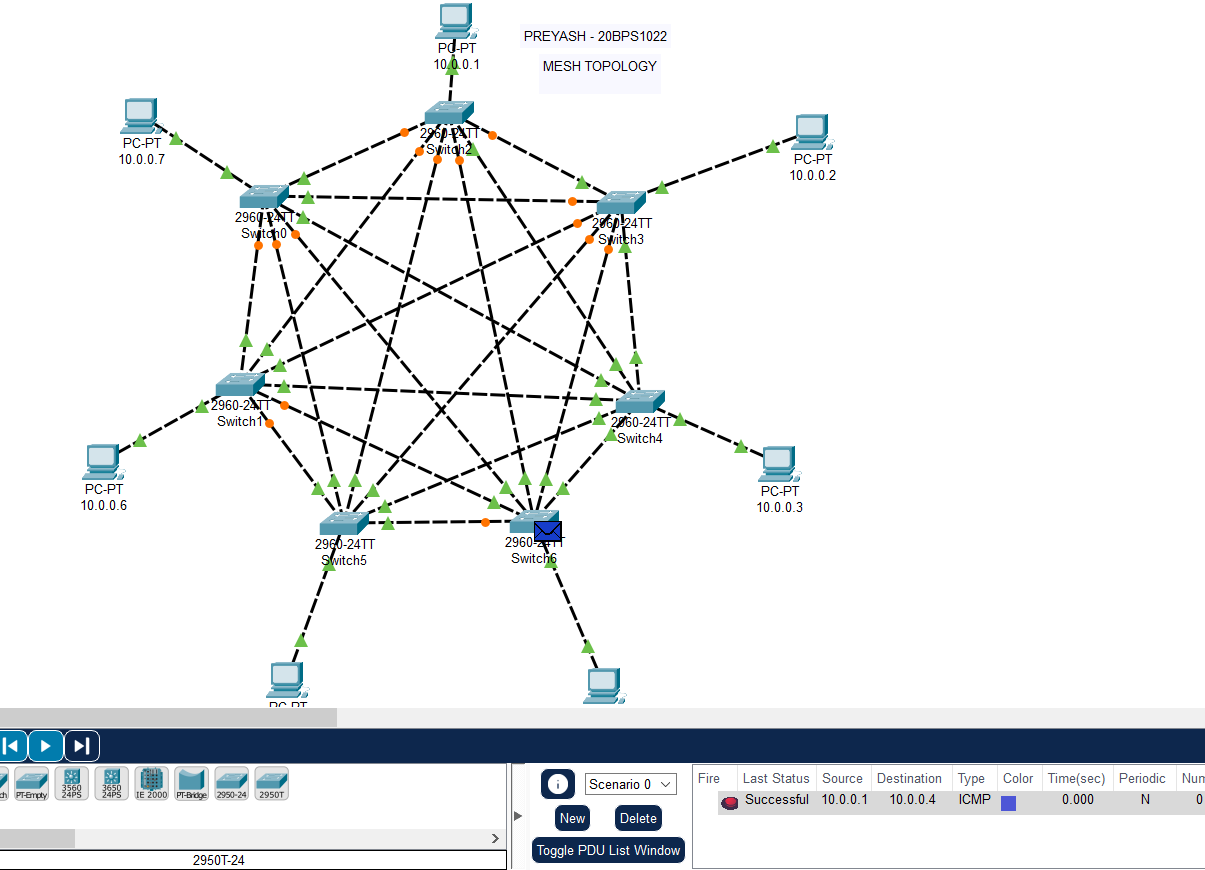 PREYASH - 20BPS1022
MESH TOPOLOGY
PC-PT
10.0.0.1
2960-24TT
Switch2
PC-PT
10.0.0.7
PC-PT
10.0.0.2
2960-24TT
Switch0
2960-24TT
Switch3
2960-24TT
Switch1
2960-24TT
Switch4
PC-PT
10.0.0.6
PC-PT
10.0.0.3
2960-24TT
Switch5
2960-24TT
Switch6
PC-PT
PT-Empty
3560
24PS
3650
24PS
IE 2000
PT-Bridge
2950-24
2950T
2950T-24
Scenario 0
New
Delete
Toggle PDU List Window
Fire Last Status Source Destination Type Color Time(sec) Periodic Num
Successful 10.0.0.1 10.0.0.4 ICMP 0.000 N 0